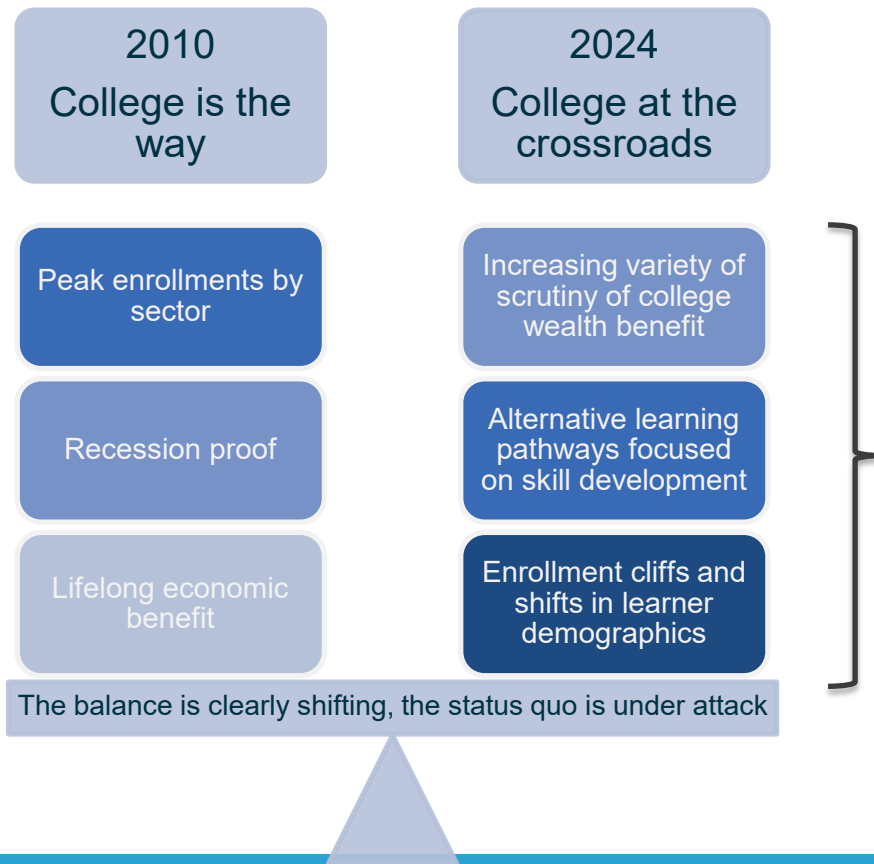 2010
College is the
way
2024
College at the
crossroads
Peak enrollments by
sector
Recession proof
Lifelong economic
benefit
Increasing variety of
scrutiny of college
wealth benefit
Alternative learning
pathways focused
on skill development
Enrollment cliffs and
shifts in learner
demographics
The balance is clearly shifting, the status quo is under attack